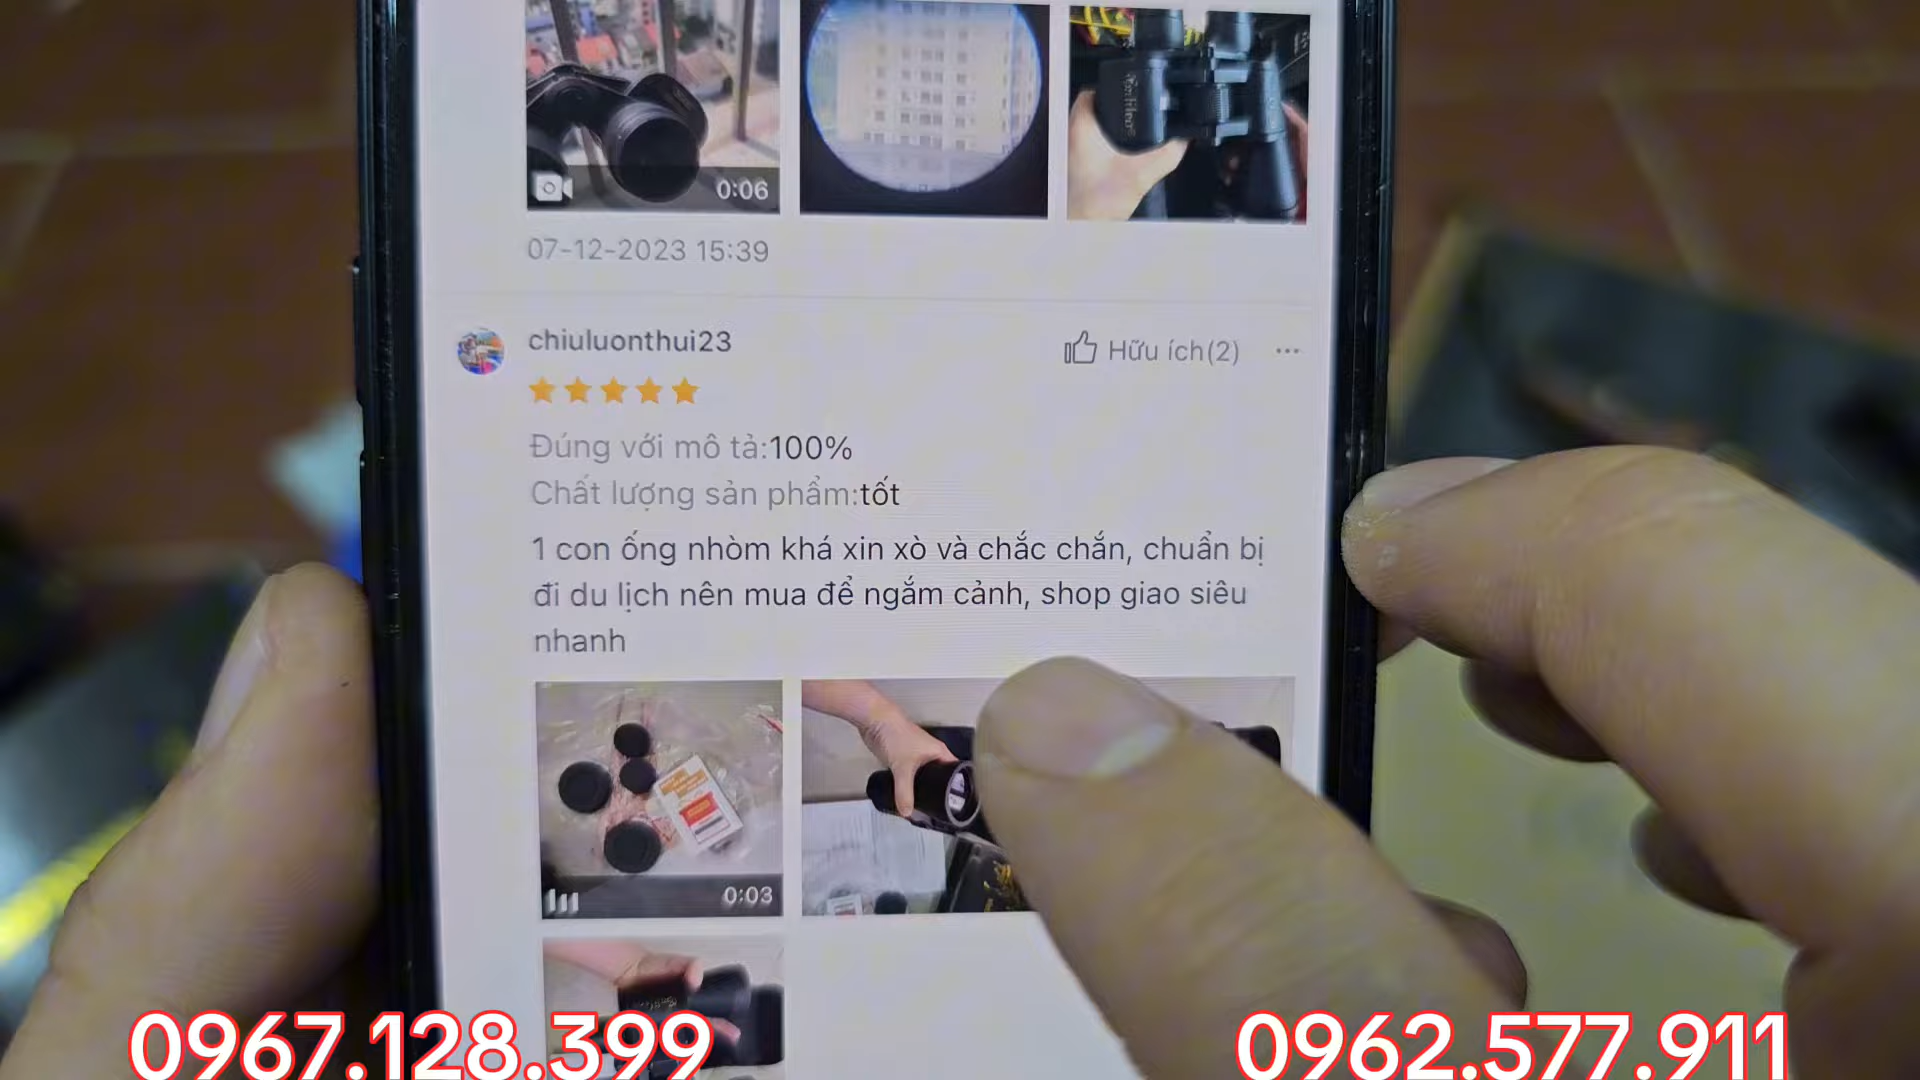 0:06
07-12-2023 15:39
chiuluonthui23
Hữu ích(2)
Đúng với mô tả:100%
Chất lượng sản phẩm:tốt
1 con ống nhòm khá xin xò và chắc chắn, chuẩn bị
đi du lịch nên mua để ngắm cảnh, shop giao siêu
nhanh
0:03
0967.128.399
0962.577.911